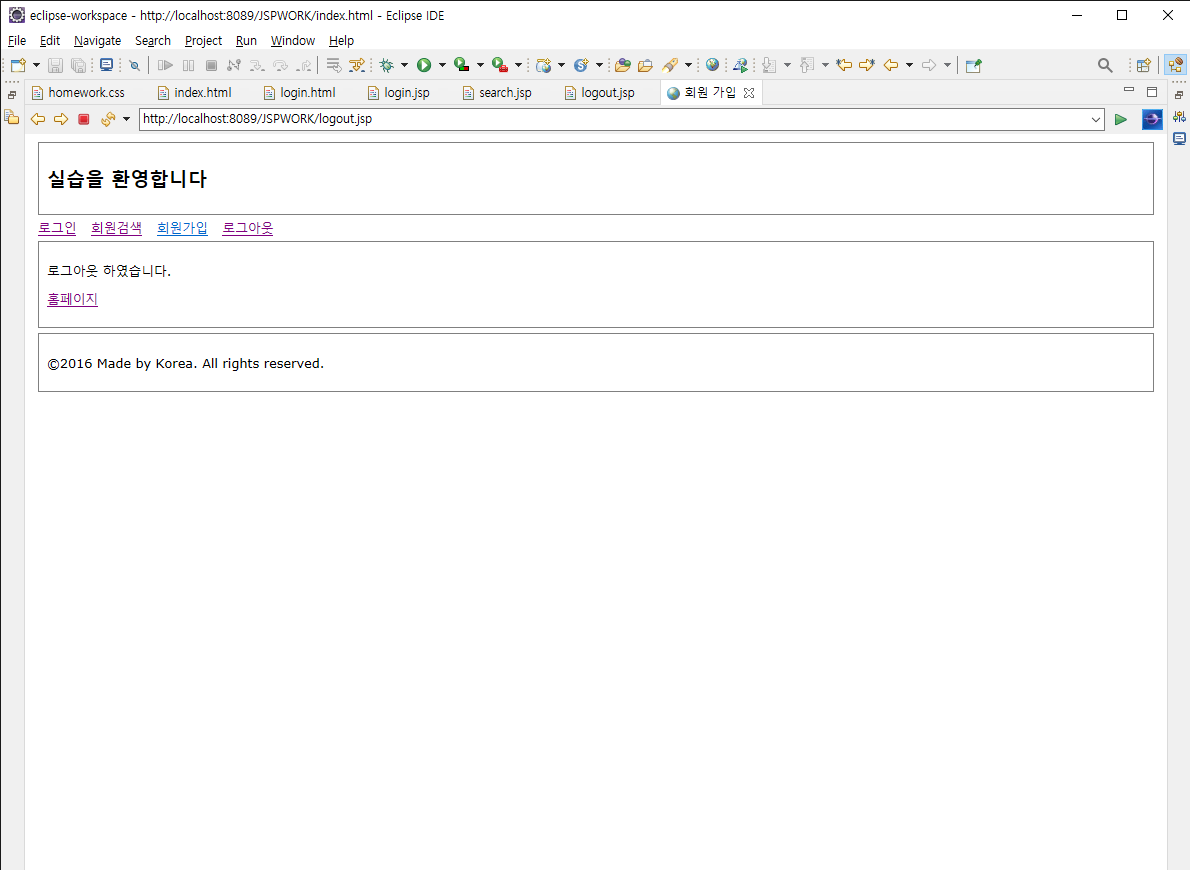 eclipse-workspace - http://localhost:8089/JSPWORK/index.html - Eclipse IDE
File Edit Navigate Search Project Run Window Help
homework.css index.html login.html login.jsp search.jsp logout.jsp 회원 가입
http://localhost:8089/JSPWORK/logout.jsp
실습을 환영합니다
로그인 회원검색 회원가입 로그아웃
로그아웃 하였습니다.
홈페이지
©2016 Made by Korea. All rights reserved.